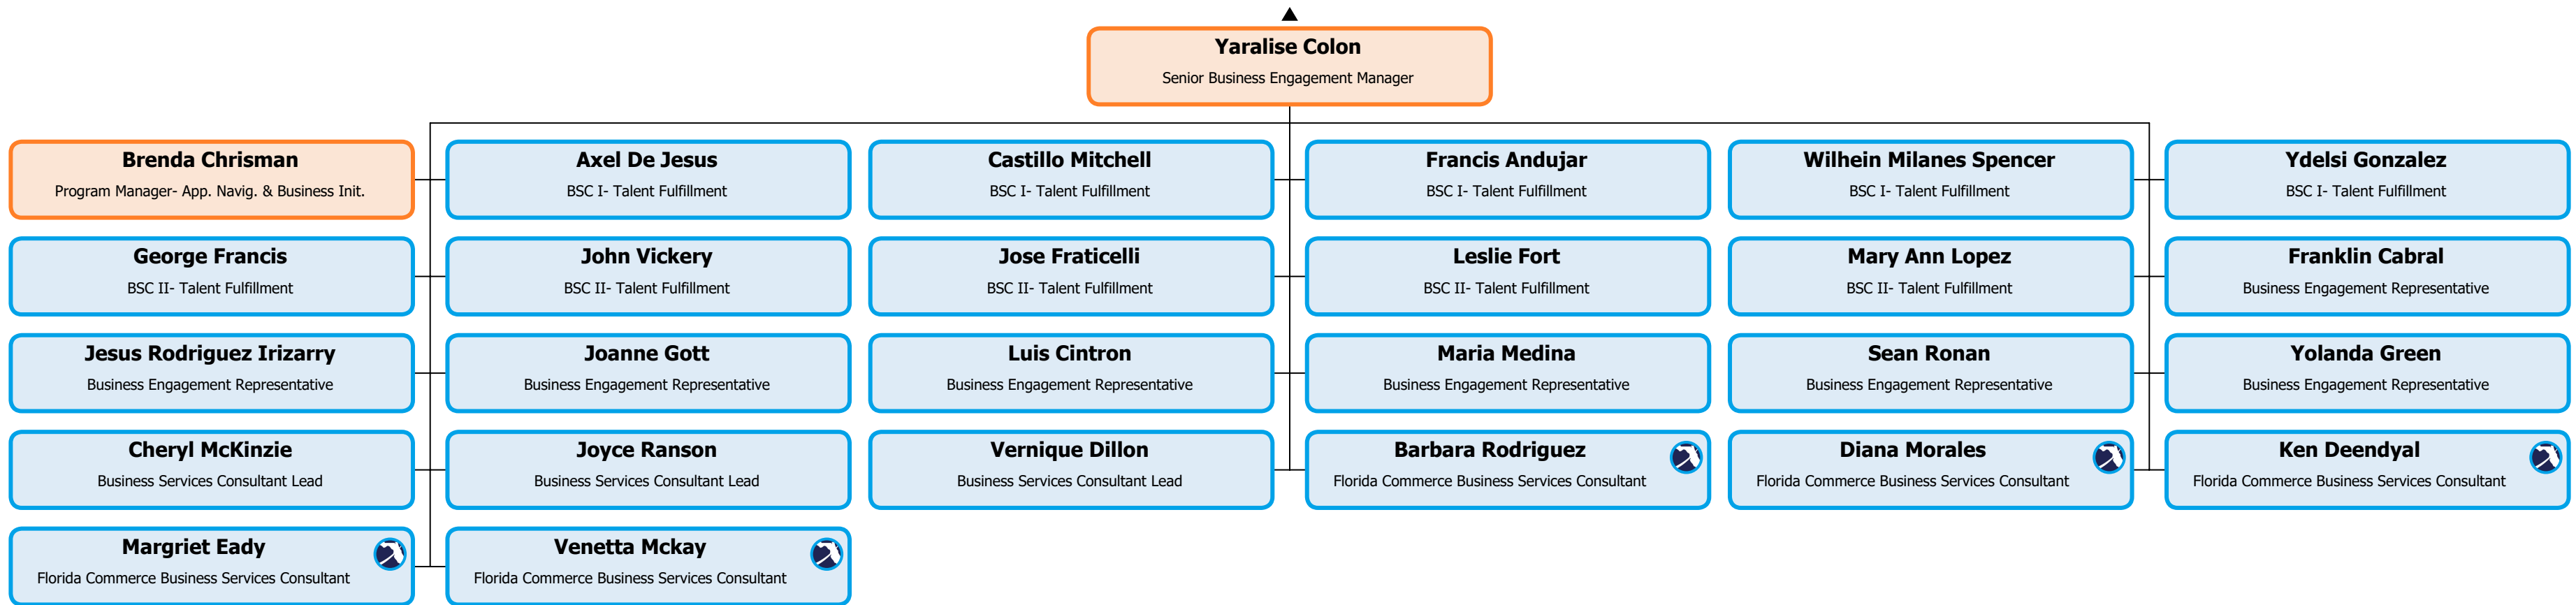 Yaralise Colon
Senior Business Engagement Manager
Brenda Chrisman
Program Manager- App. Navig. & Business Init.
Axel De Jesus
BSC I- Talent Fulfillment
Castillo Mitchell
BSC I- Talent Fulfillment
Francis Andujar
BSC I- Talent Fulfillment
Wilhein Milanes Spencer
BSC I- Talent Fulfillment
Ydelsi Gonzalez
BSC I- Talent Fulfillment
George Francis
BSC II- Talent Fulfillment
John Vickery
BSC II- Talent Fulfillment
Jose Fraticelli
BSC II- Talent Fulfillment
Leslie Fort
BSC II- Talent Fulfillment
Mary Ann Lopez
BSC II- Talent Fulfillment
Franklin Cabral
Business Engagement Representative
Jesus Rodriguez Irizarry
Business Engagement Representative
Joanne Gott
Business Engagement Representative
Luis Cintron
Business Engagement Representative
Maria Medina
Business Engagement Representative
Sean Ronan
Business Engagement Representative
Yolanda Green
Business Engagement Representative
Cheryl McKinzie
Business Services Consultant Lead
Joyce Ranson
Business Services Consultant Lead
Vernique Dillon
Business Services Consultant Lead
Barbara Rodriguez
Florida Commerce Business Services Consultant
Diana Morales
Florida Commerce Business Services Consultant
Ken Deendyal
Florida Commerce Business Services Consultant
Margriet Eady
Florida Commerce Business Services Consultant
Venetta Mckay
Florida Commerce Business Services Consultant